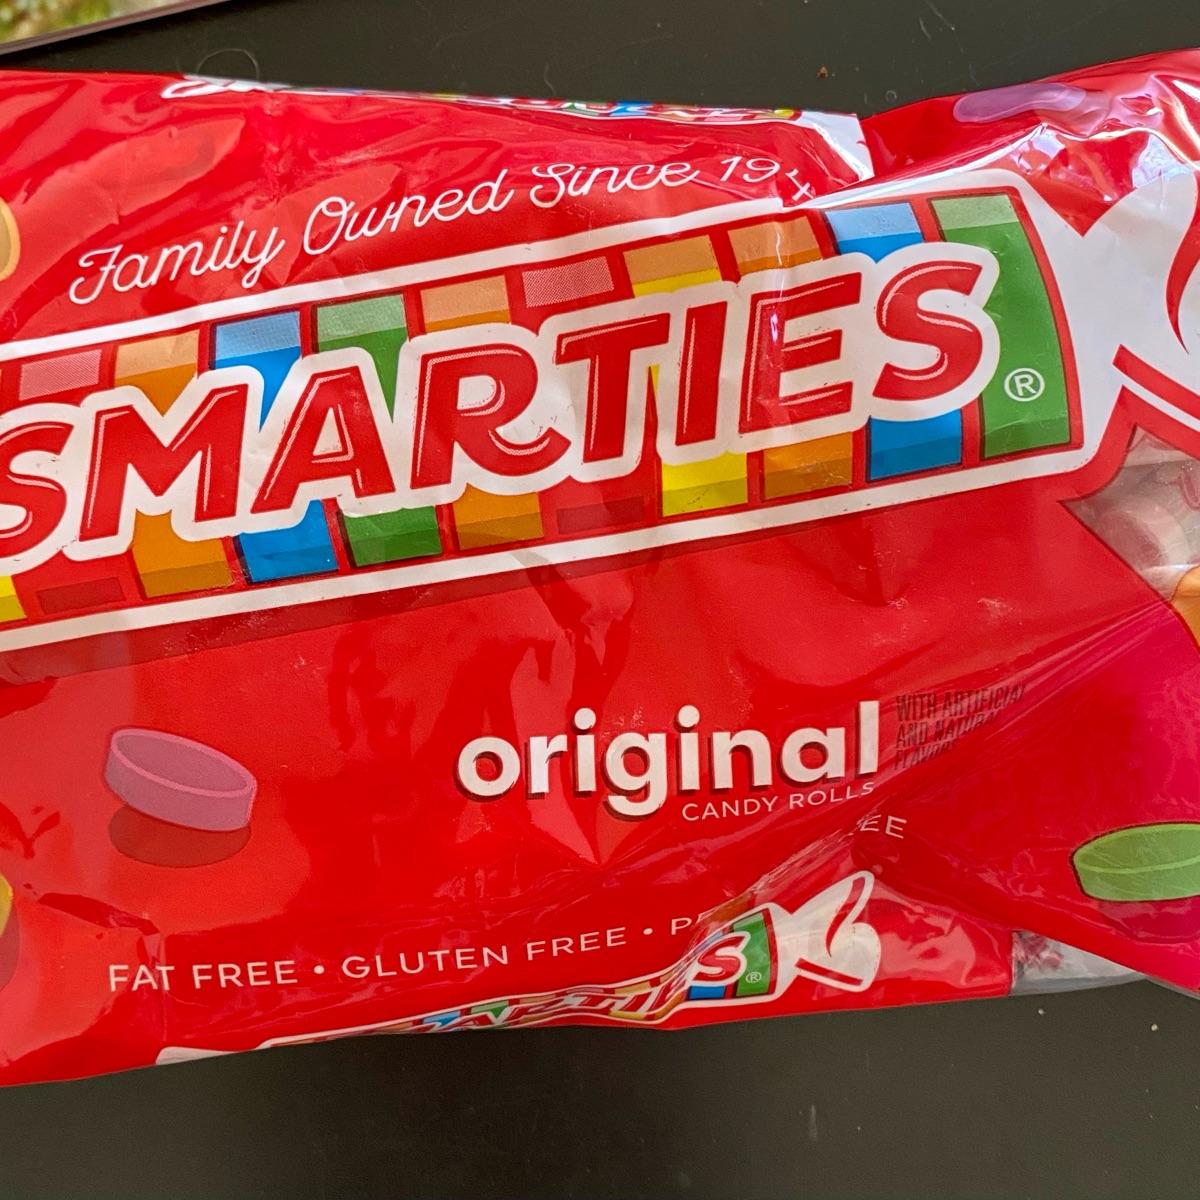 Family Owned Since 19
SMARTIES®
original
WITH ARTIFICIAL
AND NATURAL
FLAVORS
CANDY ROLLS
FAT FREE • GLUTEN FREE •